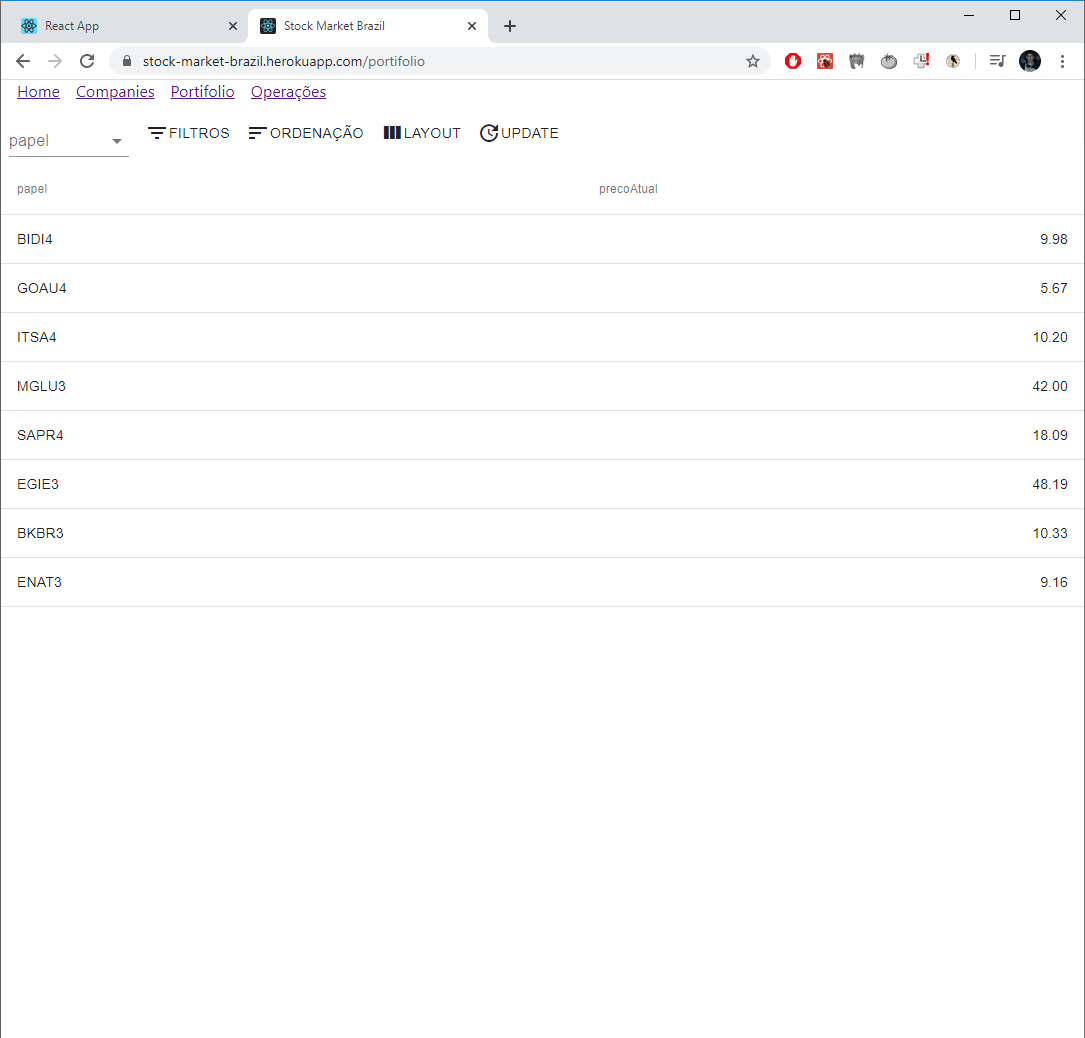 React App
Stock Market Brazil
stock-market-brazil.herokuapp.com/portifolio
Home Companies Portifolio Operações
papel FILTROS ORDENAÇÃO LAYOUT UPDATE
papel precoAtual
BIDI4 9.98
GOAU4 5.67
ITSA4 10.20
MGLU3 42.00
SAPR4 18.09
EGIE3 48.19
BKBR3 10.33
ENAT3 9.16